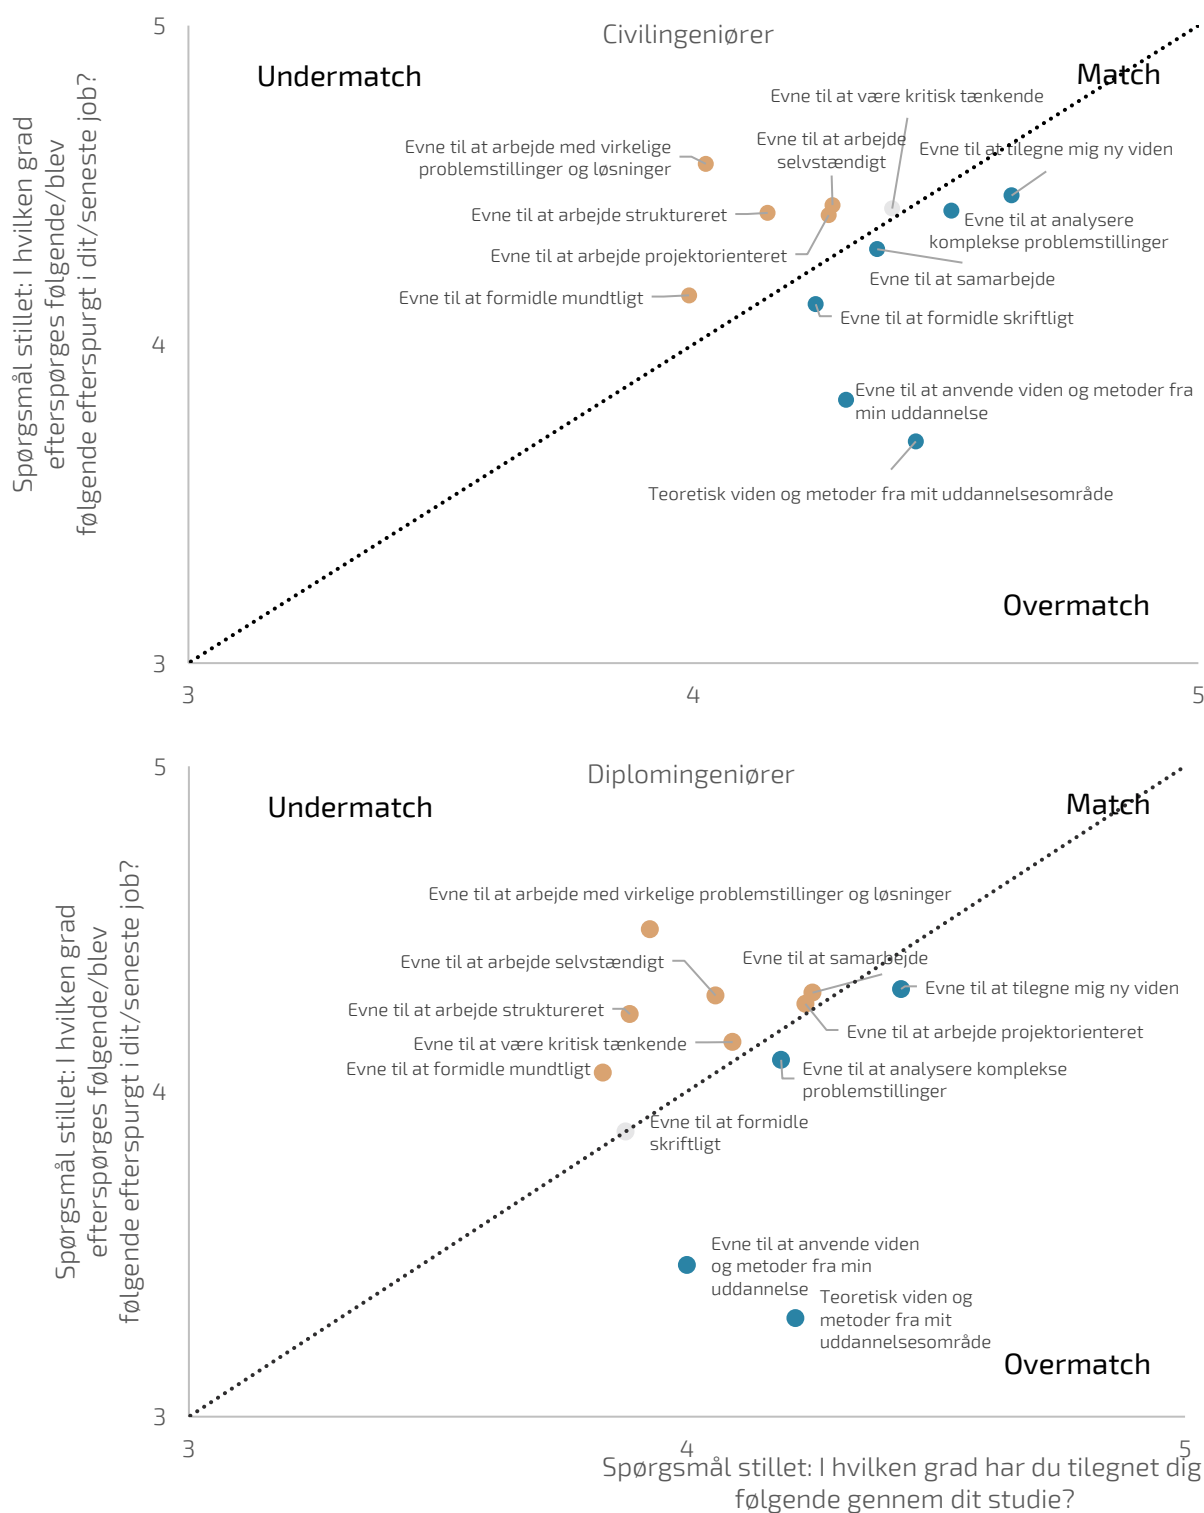 5
Civilingeniører
Undermatch
Match
Evne til at være kritisk tænkende
Evne til at arbejde med virkelige
problemstillinger og løsninger
Evne til at arbejde
selvstændigt
Evne til at tilegne mig ny viden
Evne til at arbejde struktureret
Evne til at analysere
komplekse problemstillinger
Evne til at arbejde projektorienteret
Evne til at samarbejde
Evne til at formidle mundtligt
Evne til at formidle skriftligt
4
Spørgsmål stillet: I hvilken grad
efterspørges følgende/blev
følgende efterspurgt i dit/seneste job?
Evne til at anvende viden og metoder fra
min uddannelse
Teoretisk viden og metoder fra mit uddannelsesområde
Overmatch
3
3
4
5
5
Diplomingeniører
Undermatch
Match
Evne til at arbejde med virkelige problemstillinger og løsninger
Evne til at arbejde selvstændigt
Evne til at samarbejde
Evne til at tilegne mig ny viden
Evne til at arbejde struktureret
Evne til at arbejde projektorienteret
Evne til at være kritisk tænkende
Evne til at formidle mundtligt
Evne til at analysere komplekse
problemstillinger
4
Spørgsmål stillet: I hvilken grad
efterspørges følgende/blev
følgende efterspurgt i dit/seneste job?
Evne til at formidle
skriftligt
Evne til at anvende viden
og metoder fra min
uddannelse
Teoretisk viden og
metoder fra mit
uddannelsesområde
Overmatch
3
3
4
5
Spørgsmål stillet: I hvilken grad har du tilegnet dig
følgende gennem dit studie?